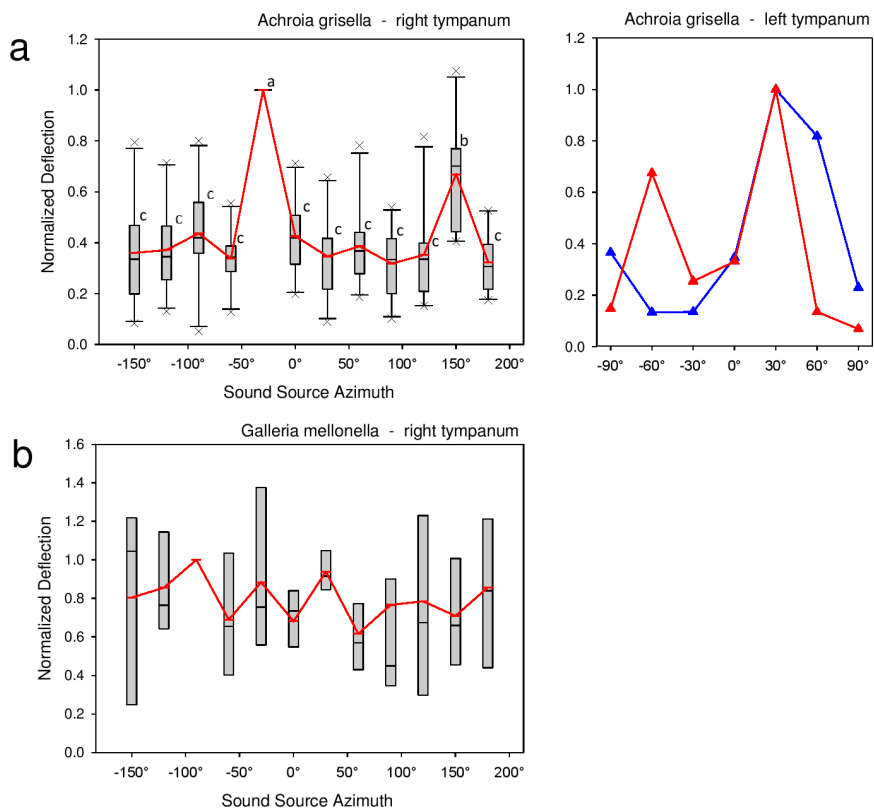 a
Achroia grisella - right tympanum
Normalized Deflection
1.2
1.0
0.8
0.6
0.4
0.2
0.0
c c c c a c c c c c b c
-150° -100° -50° 0° 50° 100° 150° 200°
Sound Source Azimuth
Achroia grisella - left tympanum
1.2
1.0
0.8
0.6
0.4
0.2
0.0
-90° -60° -30° 0° 30° 60° 90°
b
Galleria mellonella - right tympanum
Normalized Deflection
1.6
1.4
1.2
1.0
0.8
0.6
0.4
0.2
0.0
-150° -100° -50° 0° 50° 100° 150° 200°
Sound Source Azimuth